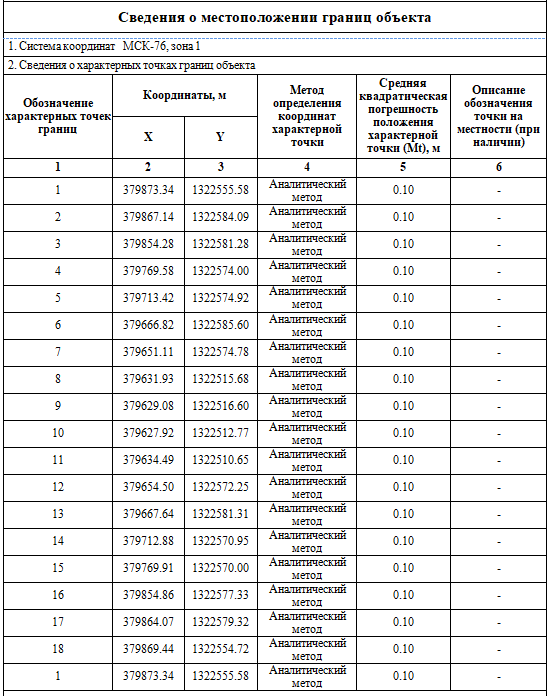 Сведения о местоположении границ объекта
1. Система координат МСК-76, зона 1
2. Сведения о характерных точках границ объекта
Обозначение характерных точек границ
Координаты, м
Метод определения координат характерной точки
Средняя квадратическая погрешность положения характерной точки (Mt), м
Описание обозначения точки на местности (при наличии)
X Y
1 2 3 4 5 6
1 379873.34 1322555.58 Аналитический метод 0.10 -
2 379867.14 1322584.09 Аналитический метод 0.10 -
3 379854.28 1322581.28 Аналитический метод 0.10 -
4 379769.58 1322574.00 Аналитический метод 0.10 -
5 379713.42 1322574.92 Аналитический метод 0.10 -
6 379666.82 1322585.60 Аналитический метод 0.10 -
7 379651.11 1322574.78 Аналитический метод 0.10 -
8 379631.93 1322515.68 Аналитический метод 0.10 -
9 379629.08 1322516.60 Аналитический метод 0.10 -
10 379627.92 1322512.77 Аналитический метод 0.10 -
11 379634.49 1322510.65 Аналитический метод 0.10 -
12 379654.50 1322572.25 Аналитический метод 0.10 -
13 379667.64 1322581.31 Аналитический метод 0.10 -
14 379712.88 1322570.95 Аналитический метод 0.10 -
15 379769.91 1322570.00 Аналитический метод 0.10 -
16 379854.86 1322577.33 Аналитический метод 0.10 -
17 379864.07 1322579.32 Аналитический метод 0.10 -
18 379869.44 1322554.72 Аналитический метод 0.10 -
1 379873.34 1322555.58 Аналитический метод 0.10 -